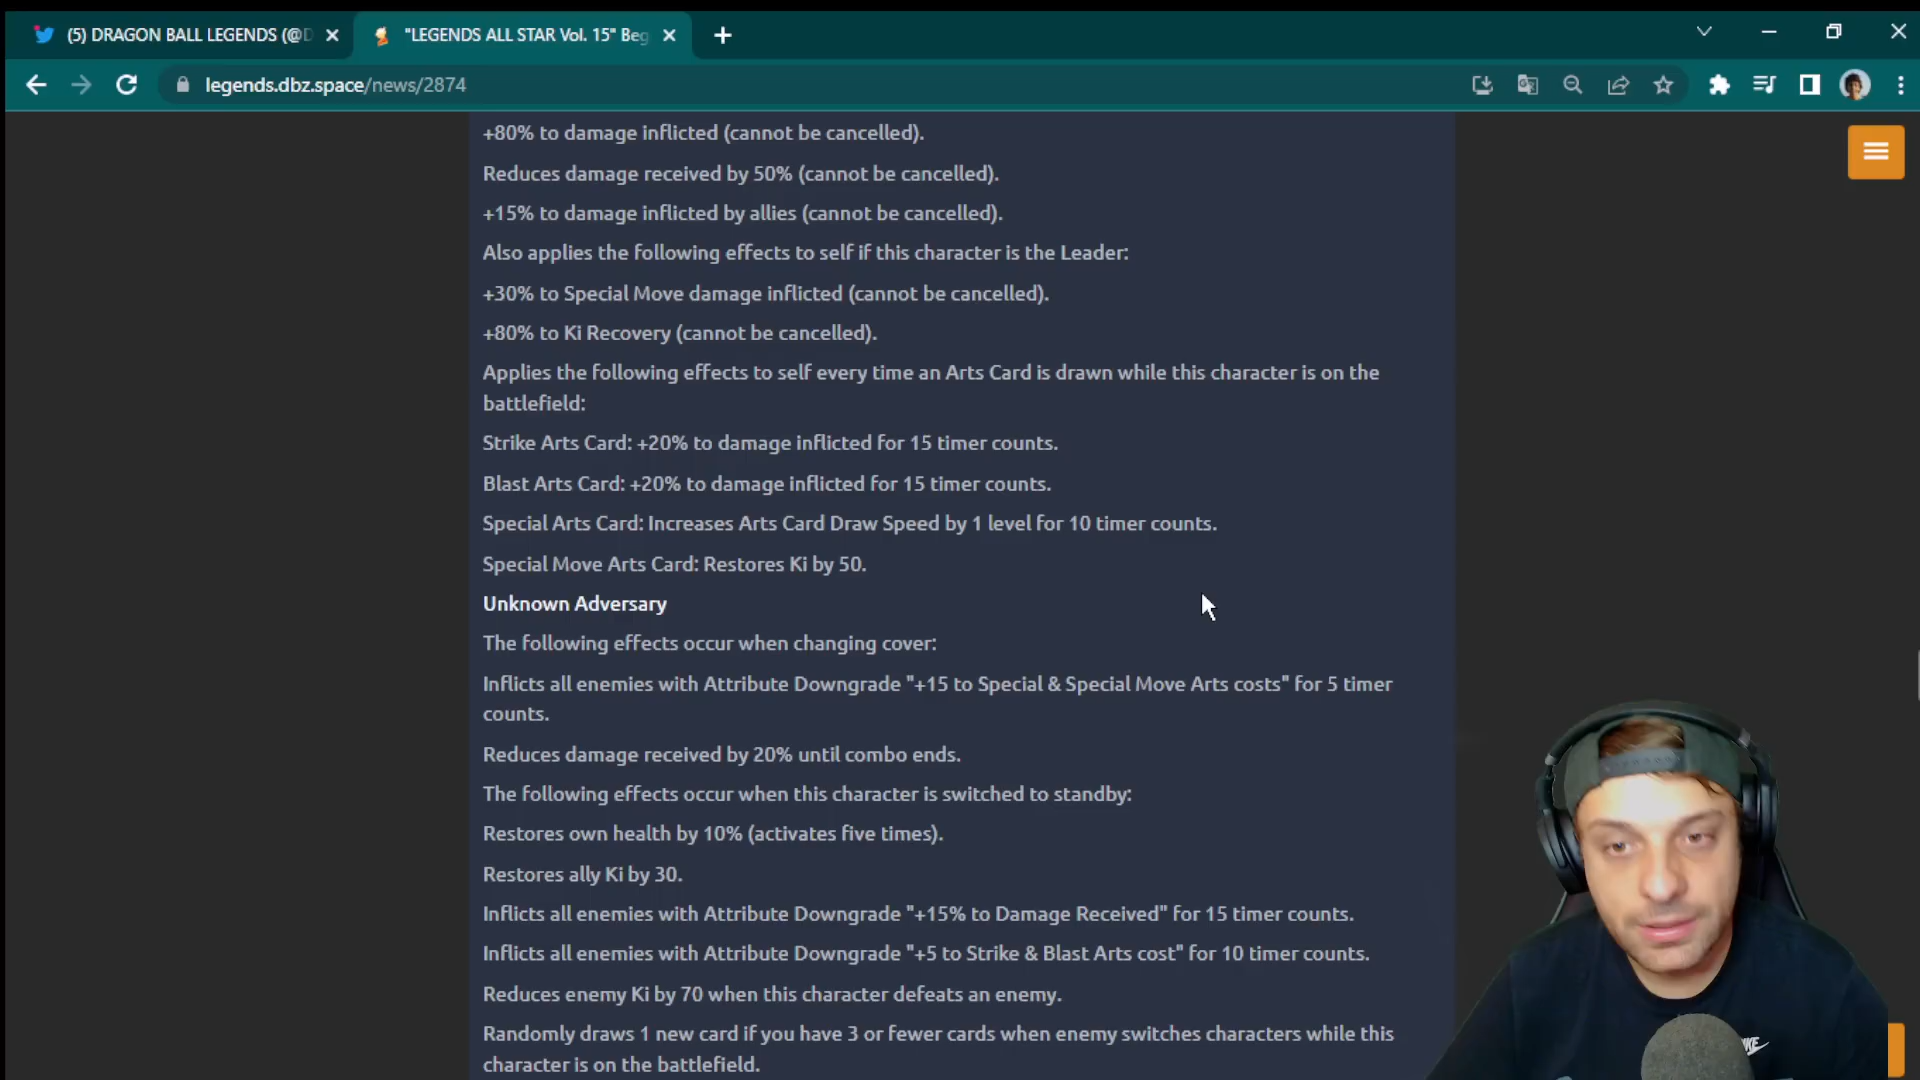 (5) DRAGON BALL LEGENDS (@D
"LEGENDS ALL STAR Vol. 15" Beg
legends.dbz.space/news/2874
+80% to damage inflicted (cannot be cancelled).
Reduces damage received by 50% (cannot be cancelled).
+15% to damage inflicted by allies (cannot be cancelled).
Also applies the following effects to self if this character is the Leader:
+30% to Special Move damage inflicted (cannot be cancelled).
+80% to Ki Recovery (cannot be cancelled).
Applies the following effects to self every time an Arts Card is drawn while this character is on the
battlefield:
Strike Arts Card: +20% to damage inflicted for 15 timer counts.
Blast Arts Card: +20% to damage inflicted for 15 timer counts.
Special Arts Card: Increases Arts Card Draw Speed by 1 level for 10 timer counts.
Special Move Arts Card: Restores Ki by 50.
Unknown Adversary
The following effects occur when changing cover:
Inflicts all enemies with Attribute Downgrade "+15 to Special & Special Move Arts costs" for 5 timer
counts.
Reduces damage received by 20% until combo ends.
The following effects occur when this character is switched to standby:
Restores own health by 10% (activates five times).
Restores ally Ki by 30.
Inflicts all enemies with Attribute Downgrade "+15% to Damage Received" for 15 timer counts.
Inflicts all enemies with Attribute Downgrade "+5 to Strike & Blast Arts cost" for 10 timer counts.
Reduces enemy Ki by 70 when this character defeats an enemy.
Randomly draws 1 new card if you have 3 or fewer cards when enemy switches characters while this
character is on the battlefield.